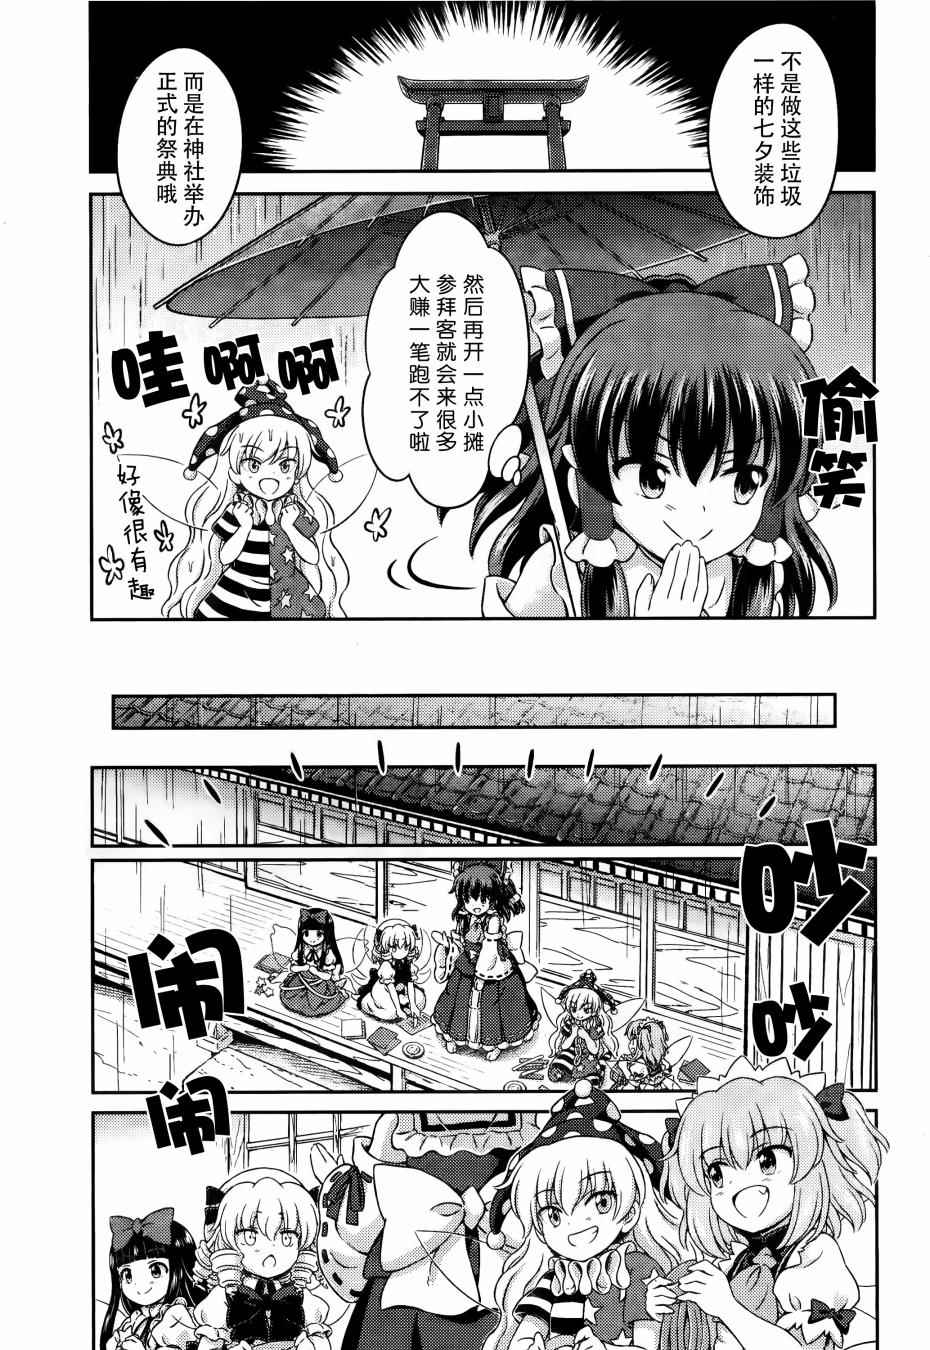 不是做这些垃圾
一样的七夕装饰
而是在神社举办
正式的祭典哦
然后再开一点小摊
参拜客就会来很多
大赚一笔跑不了啦
偷笑
哇啊啊
好像很有趣
吵
吵
闹
闹